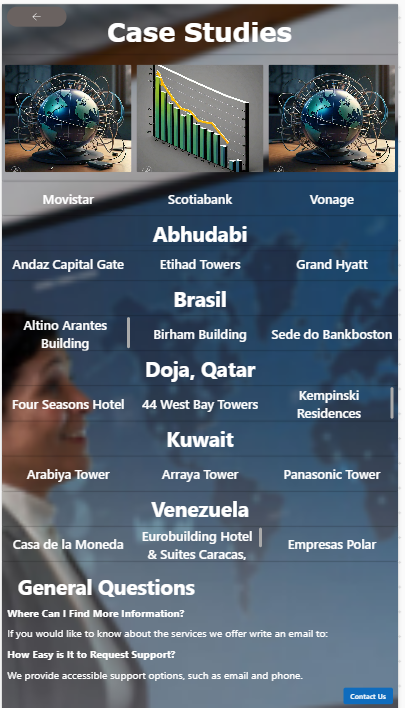 ←
Case Studies
Movistar Scotiabank Vonage
Abhudabi
Andaz Capital Gate Etihad Towers Grand Hyatt
Brasil
Altino Arantes
Building
Birham Building
Sede do Bankboston
Doja, Qatar
Four Seasons Hotel
44 West Bay Towers
Kempinski
Residences
Kuwait
Arabiya Tower Arraya Tower Panasonic Tower
Venezuela
Casa de la Moneda
Eurobuilding Hotel
& Suites Caracas,
Empresas Polar
General Questions
Where Can I Find More Information?
If you would like to know about the services we offer write an email to:
How Easy is It to Request Support?
We provide accessible support options, such as email and phone.
Contact Us